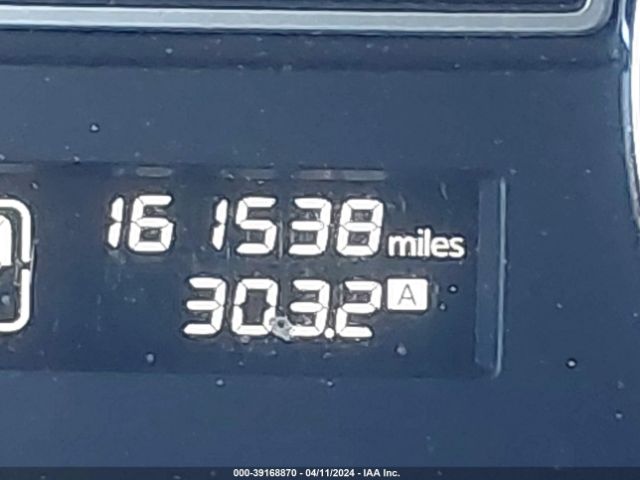 161538 miles
303.2 A
000-39168870 - 04/11/2024 - IAA Inc.